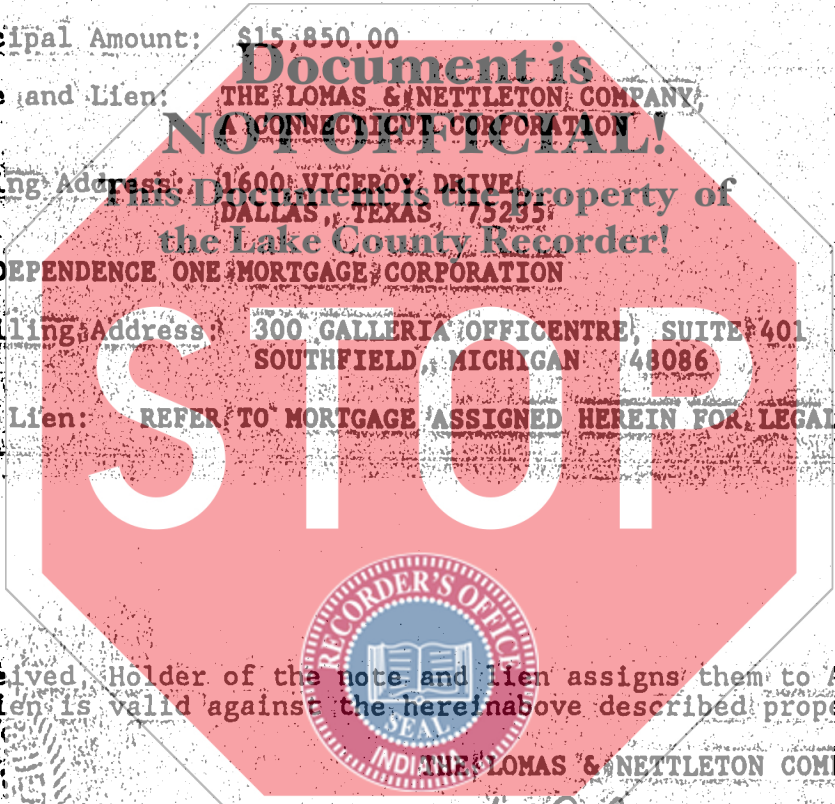 cipal Amount: $15,850.00
Document is
e and Lien: THE LOMAS & NETTLETON COMPANY,
A CONNECTICUT CORPORATION
NOT OFFICIAL!
ng Address: 1600 VICEROY DRIVE
This Document is the property of
DALLAS, TEXAS 75235
the Lake County Recorder!
DEPENDENCE ONE MORTGAGE CORPORATION
iling Address: 300 GALLERIA OFFICENTRE, SUITE 401
SOUTHFIELD, MICHIGAN 48086
Lien: REFER TO MORTGAGE ASSIGNED HEREIN FOR LEGAL
STOP
RECORDER'S OFFICE
SEAL
INDIANA
eived, Holder of the note and lien assigns them to A
en is valid against the hereinabove described prope
THE LOMAS & NETTLETON COMP